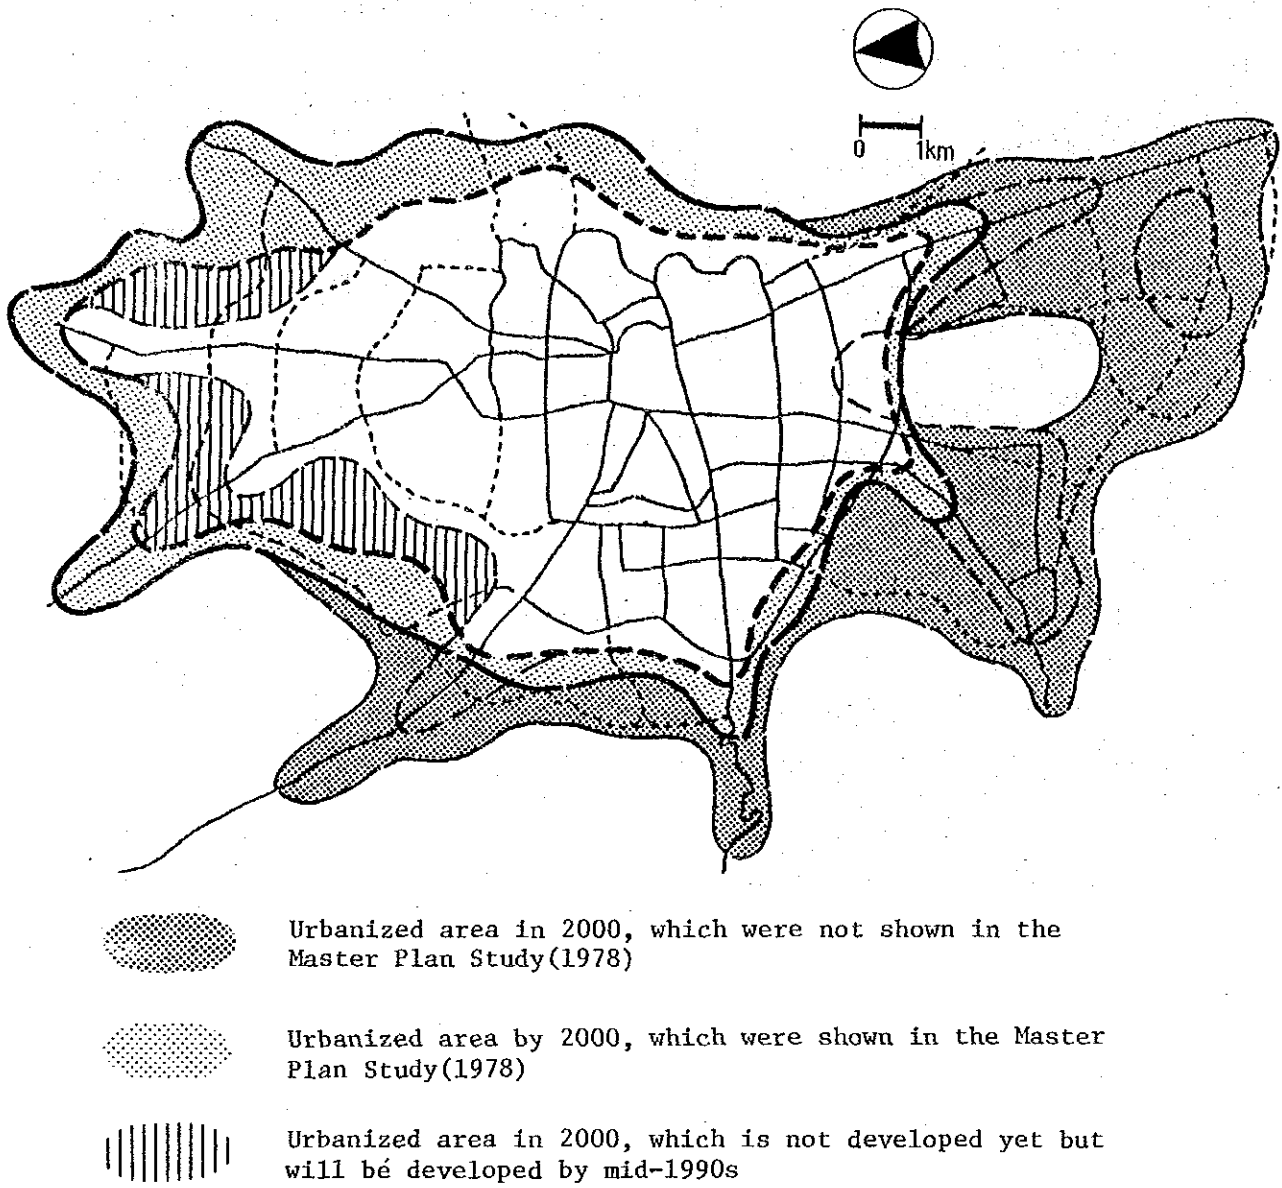 0 1km
Urbanized area in 2000, which were not shown in the
Master Plan Study(1978)
Urbanized area by 2000, which were shown in the Master
Plan Study(1978)
Urbanized area in 2000, which is not developed yet but
will bé developed by mid-1990s